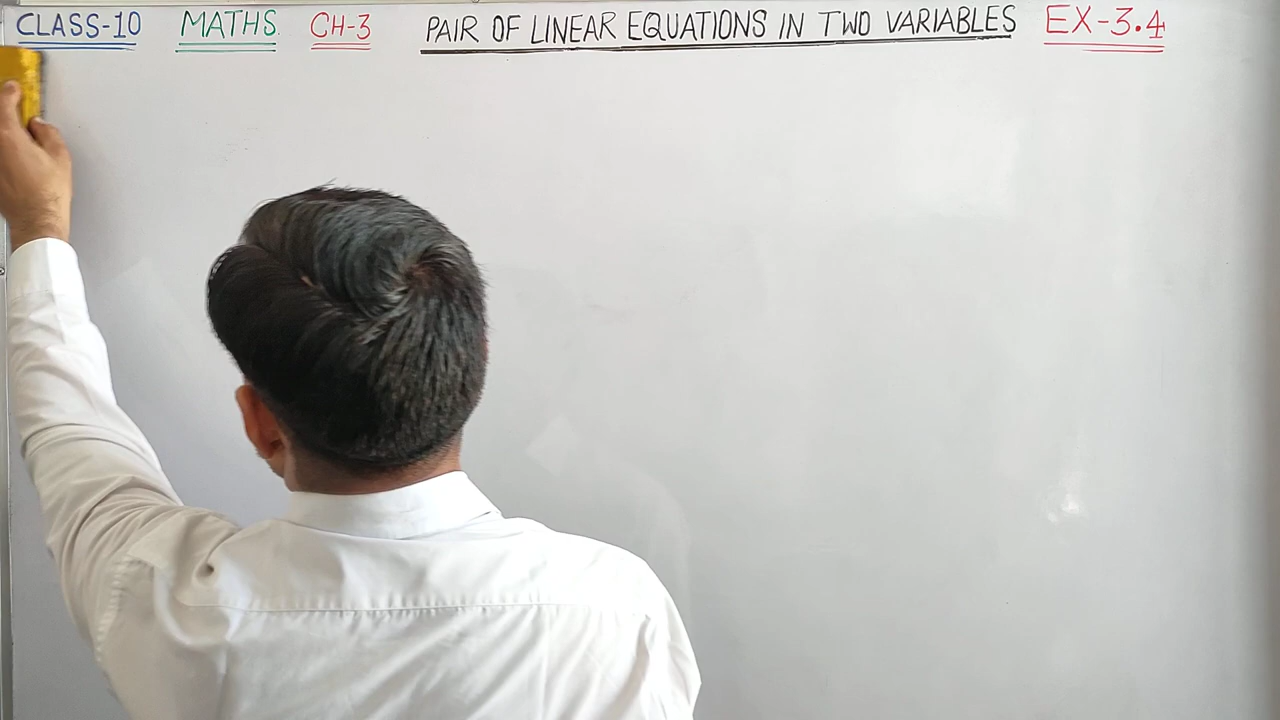 CLASS-10 MATHS CH-3 PAIR OF LINEAR EQUATIONS IN TWO VARIABLES EX-3.4